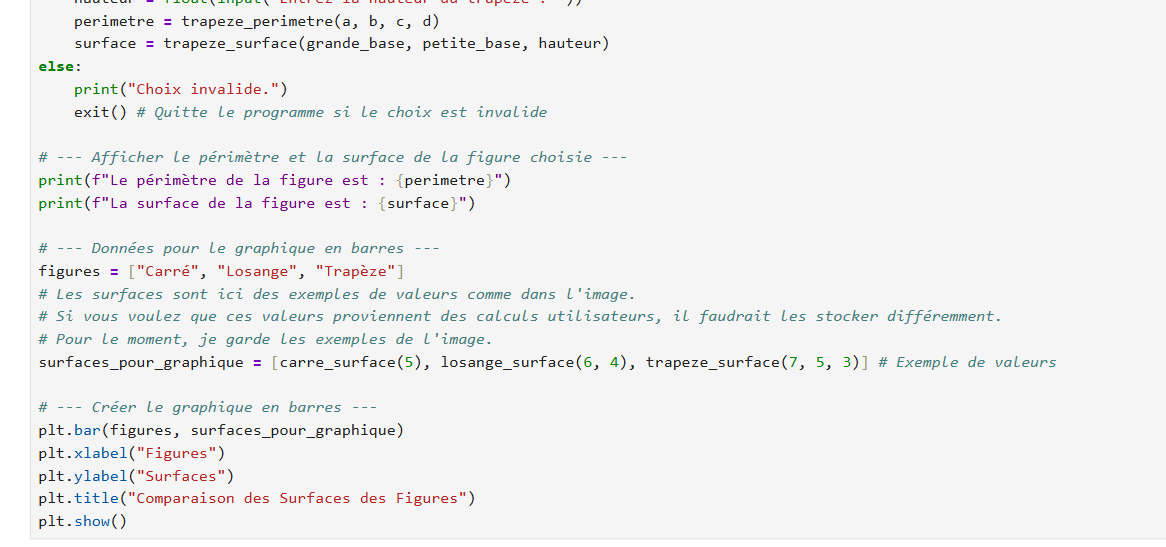 perimetre = trapeze_perimetre(a, b, c, d)
surface = trapeze_surface(grande_base, petite_base, hauteur)
else:
print("Choix invalide.")
exit() # Quitte le programme si le choix est invalide
# --- Afficher le périmètre et la surface de la figure choisie ---
print(f"Le périmètre de la figure est : {perimetre}")
print(f"La surface de la figure est : {surface}")
# --- Données pour le graphique en barres ---
figures = ["Carré", "Losange", "Trapèze"]
# Les surfaces sont ici des exemples de valeurs comme dans l'image.
# Si vous voulez que ces valeurs proviennent des calculs utilisateurs, il faudrait les stocker différemment.
# Pour le moment, je garde les exemples de l'image.
surfaces_pour_graphique = [carre_surface(5), losange_surface(6, 4), trapeze_surface(7, 5, 3)] # Exemple de valeurs
# --- Créer le graphique en barres ---
plt.bar(figures, surfaces_pour_graphique)
plt.xlabel("Figures")
plt.ylabel("Surfaces")
plt.title("Comparaison des Surfaces des Figures")
plt.show()